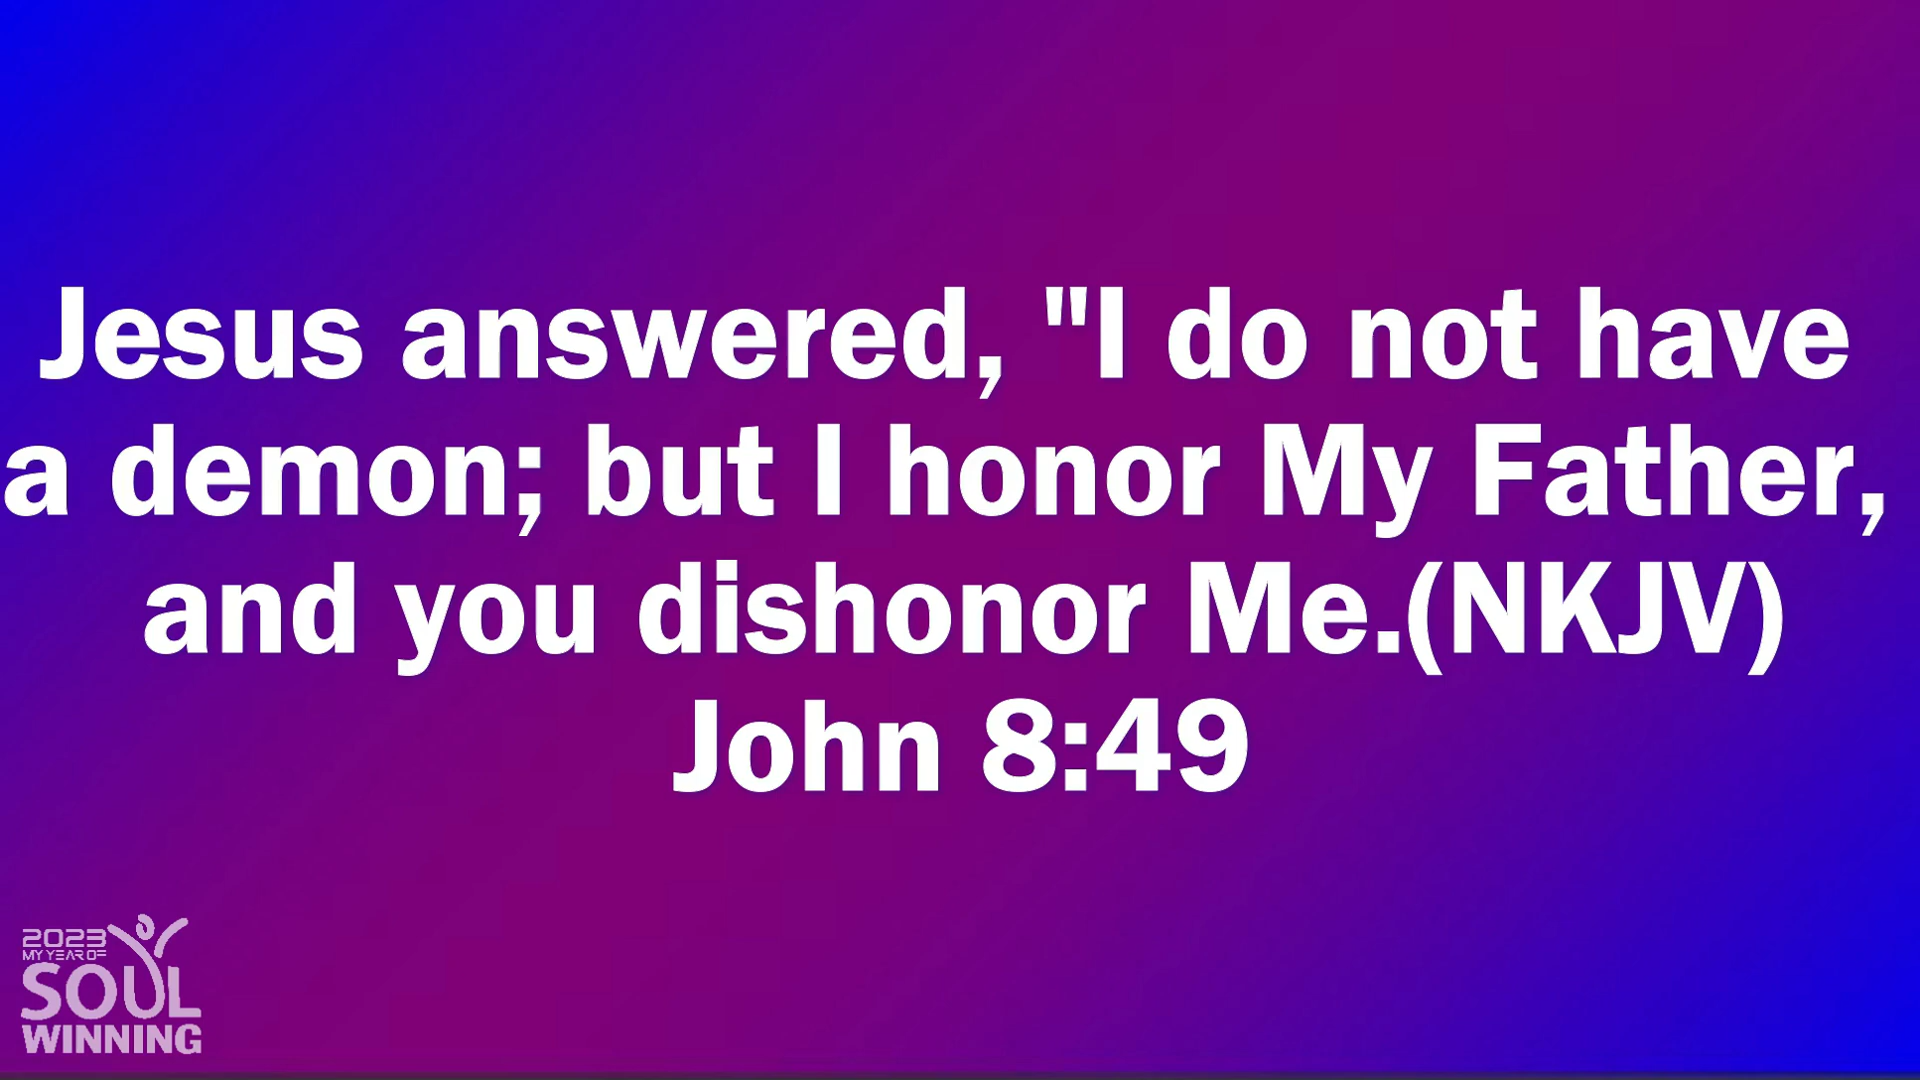 Jesus answered, "I do not have
a demon; but I honor My Father,
and you dishonor Me.(NKJV)
John 8:49
2023
MY YEAR OF
SOUL
WINNING